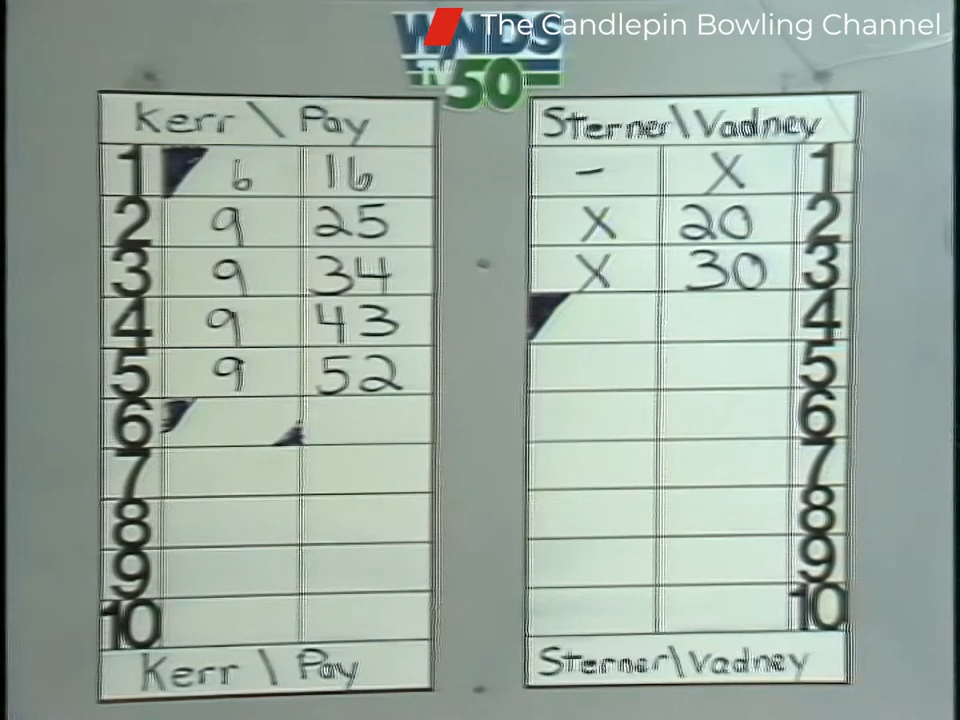 The Candlepin Bowling Channel
WNDS
TV 50
Kerr \ Pay
1 6 16
2 9 25
3 9 34
4 9 43
5 9 52
6
7
8
9
10
Kerr \ Pay
Sterner\Vadney
- X 1
X 20 2
X 30 3
4
5
6
7
8
9
10
Sterner\Vadney